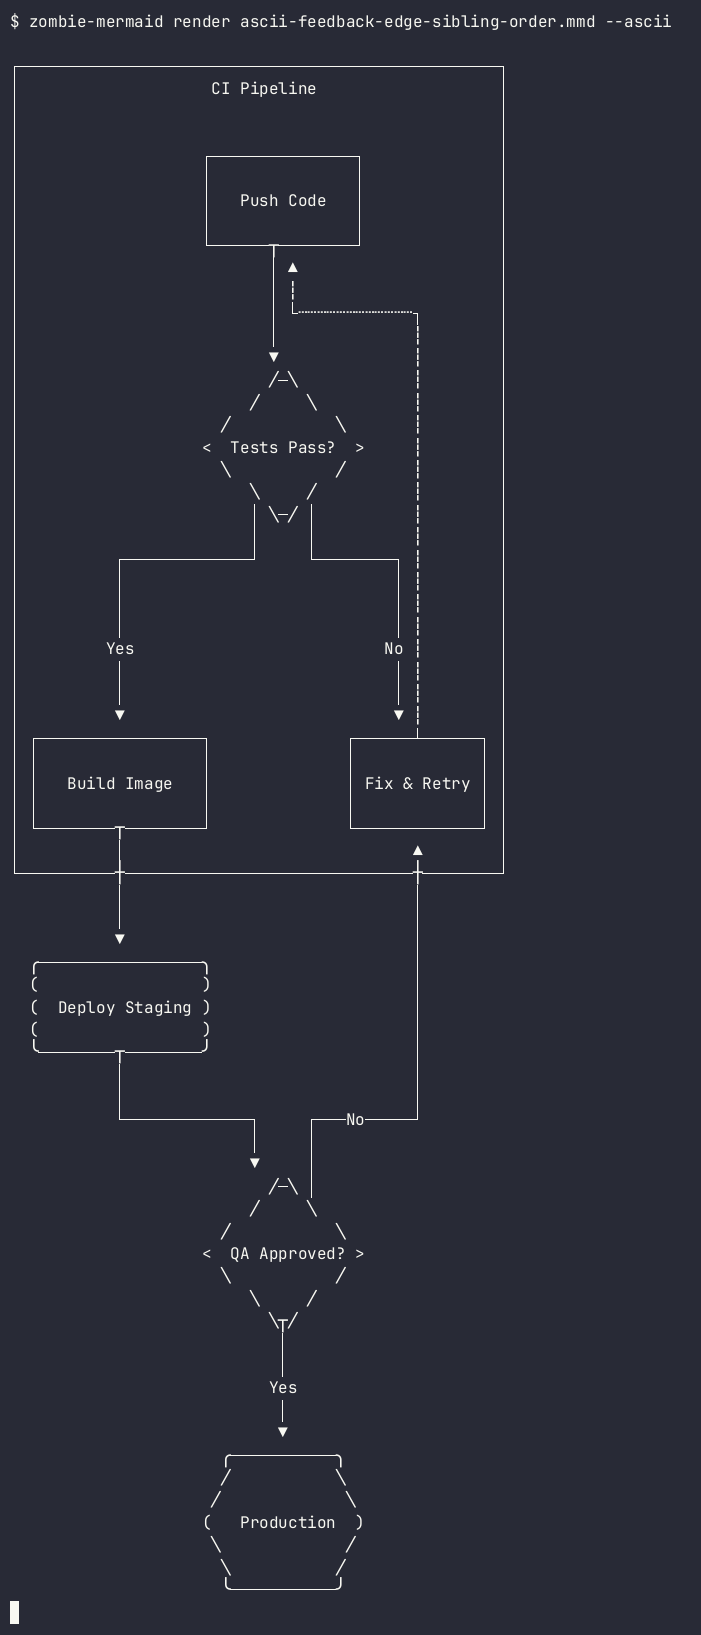 $ zombie-mermaid render ascii-feedback-edge-sibling-order.mmd --ascii
CI Pipeline
Push Code
Tests Pass?
Yes
No
Build Image
Fix & Retry
Deploy Staging
No
QA Approved?
Yes
Production